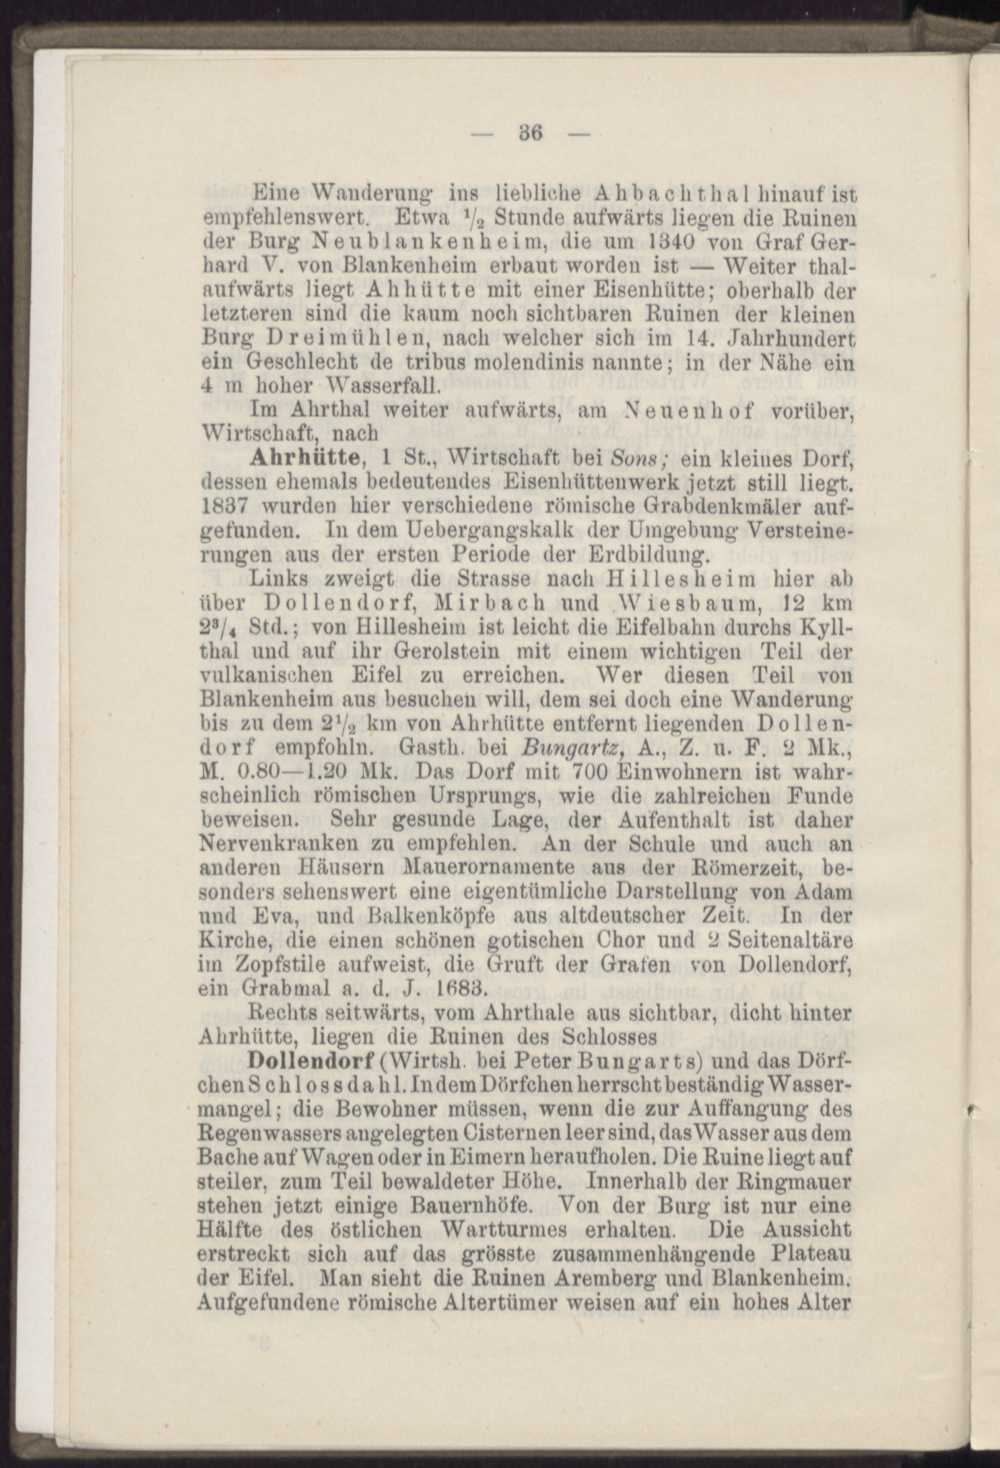 — 36 —
Eine Wanderung ins liebliche Ahbachthal hinauf ist
empfehlenswert. Etwa 1/2 Stunde aufwärts liegen die Ruinen
der Burg Neublankenheim, die um 1340 von Graf Ger-
hard V. von Blankenheim erbaut worden ist — Weiter thal-
aufwärts liegt Ahhütte mit einer Eisenhütte; oberhalb der
letzteren sind die kaum noch sichtbaren Ruinen der kleinen
Burg Dreimühlen, nach welcher sich im 14. Jahrhundert
ein Geschlecht de tribus molendinis nannte; in der Nähe ein
4 m hoher Wasserfall.
Im Ahrthal weiter aufwärts, am Neuenhof vorüber,
Wirtschaft, nach
Ahrhütte, 1 St., Wirtschaft bei Sons; ein kleines Dorf,
dessen ehemals bedeutendes Eisenhüttenwerk jetzt still liegt.
1837 wurden hier verschiedene römische Grabdenkmäler auf-
gefunden. In dem Uebergangskalk der Umgebung Versteine-
rungen aus der ersten Periode der Erdbildung.
Links zweigt die Strasse nach Hillesheim hier ab
über Dollendorf, Mirbach und Wiesbaum, 12 km
2 3/4 Std.; von Hillesheim ist leicht die Eifelbahn durchs Kyll-
thal und auf ihr Gerolstein mit einem wichtigen Teil der
vulkanischen Eifel zu erreichen. Wer diesen Teil von
Blankenheim aus besuchen will, dem sei doch eine Wanderung
bis zu dem 2 1/2 km von Ahrhütte entfernt liegenden Dollen-
dorf empfohln. Gasth. bei Bungartz, A., Z. u. F. 2 Mk.,
M. 0.80—1.20 Mk. Das Dorf mit 700 Einwohnern ist wahr-
scheinlich römischen Ursprungs, wie die zahlreichen Funde
beweisen. Sehr gesunde Lage, der Aufenthalt ist daher
Nervenkranken zu empfehlen. An der Schule und auch an
anderen Häusern Mauerornamente aus der Römerzeit, be-
sonders sehenswert eine eigentümliche Darstellung von Adam
und Eva, und Balkenköpfe aus altdeutscher Zeit. In der
Kirche, die einen schönen gotischen Chor und 2 Seitenaltäre
im Zopfstile aufweist, die Gruft der Grafen von Dollendorf,
ein Grabmal a. d. J. 1683.
Rechts seitwärts, vom Ahrthale aus sichtbar, dicht hinter
Ahrhütte, liegen die Ruinen des Schlosses
Dollendorf (Wirtsh. bei Peter Bungarts) und das Dörf-
chen Schlossdahl. In dem Dörfchen herrscht beständig Wasser-
mangel; die Bewohner müssen, wenn die zur Auffangung des
Regenwassers angelegten Cisternen leer sind, das Wasser aus dem
Bache auf Wagen oder in Eimern heraufholen. Die Ruine liegt auf
steiler, zum Teil bewaldeter Höhe. Innerhalb der Ringmauer
stehen jetzt einige Bauernhöfe. Von der Burg ist nur eine
Hälfte des östlichen Wartturmes erhalten. Die Aussicht
erstreckt sich auf das grösste zusammenhängende Plateau
der Eifel. Man sieht die Ruinen Aremberg und Blankenheim.
Aufgefundene römische Altertümer weisen auf ein hohes Alter